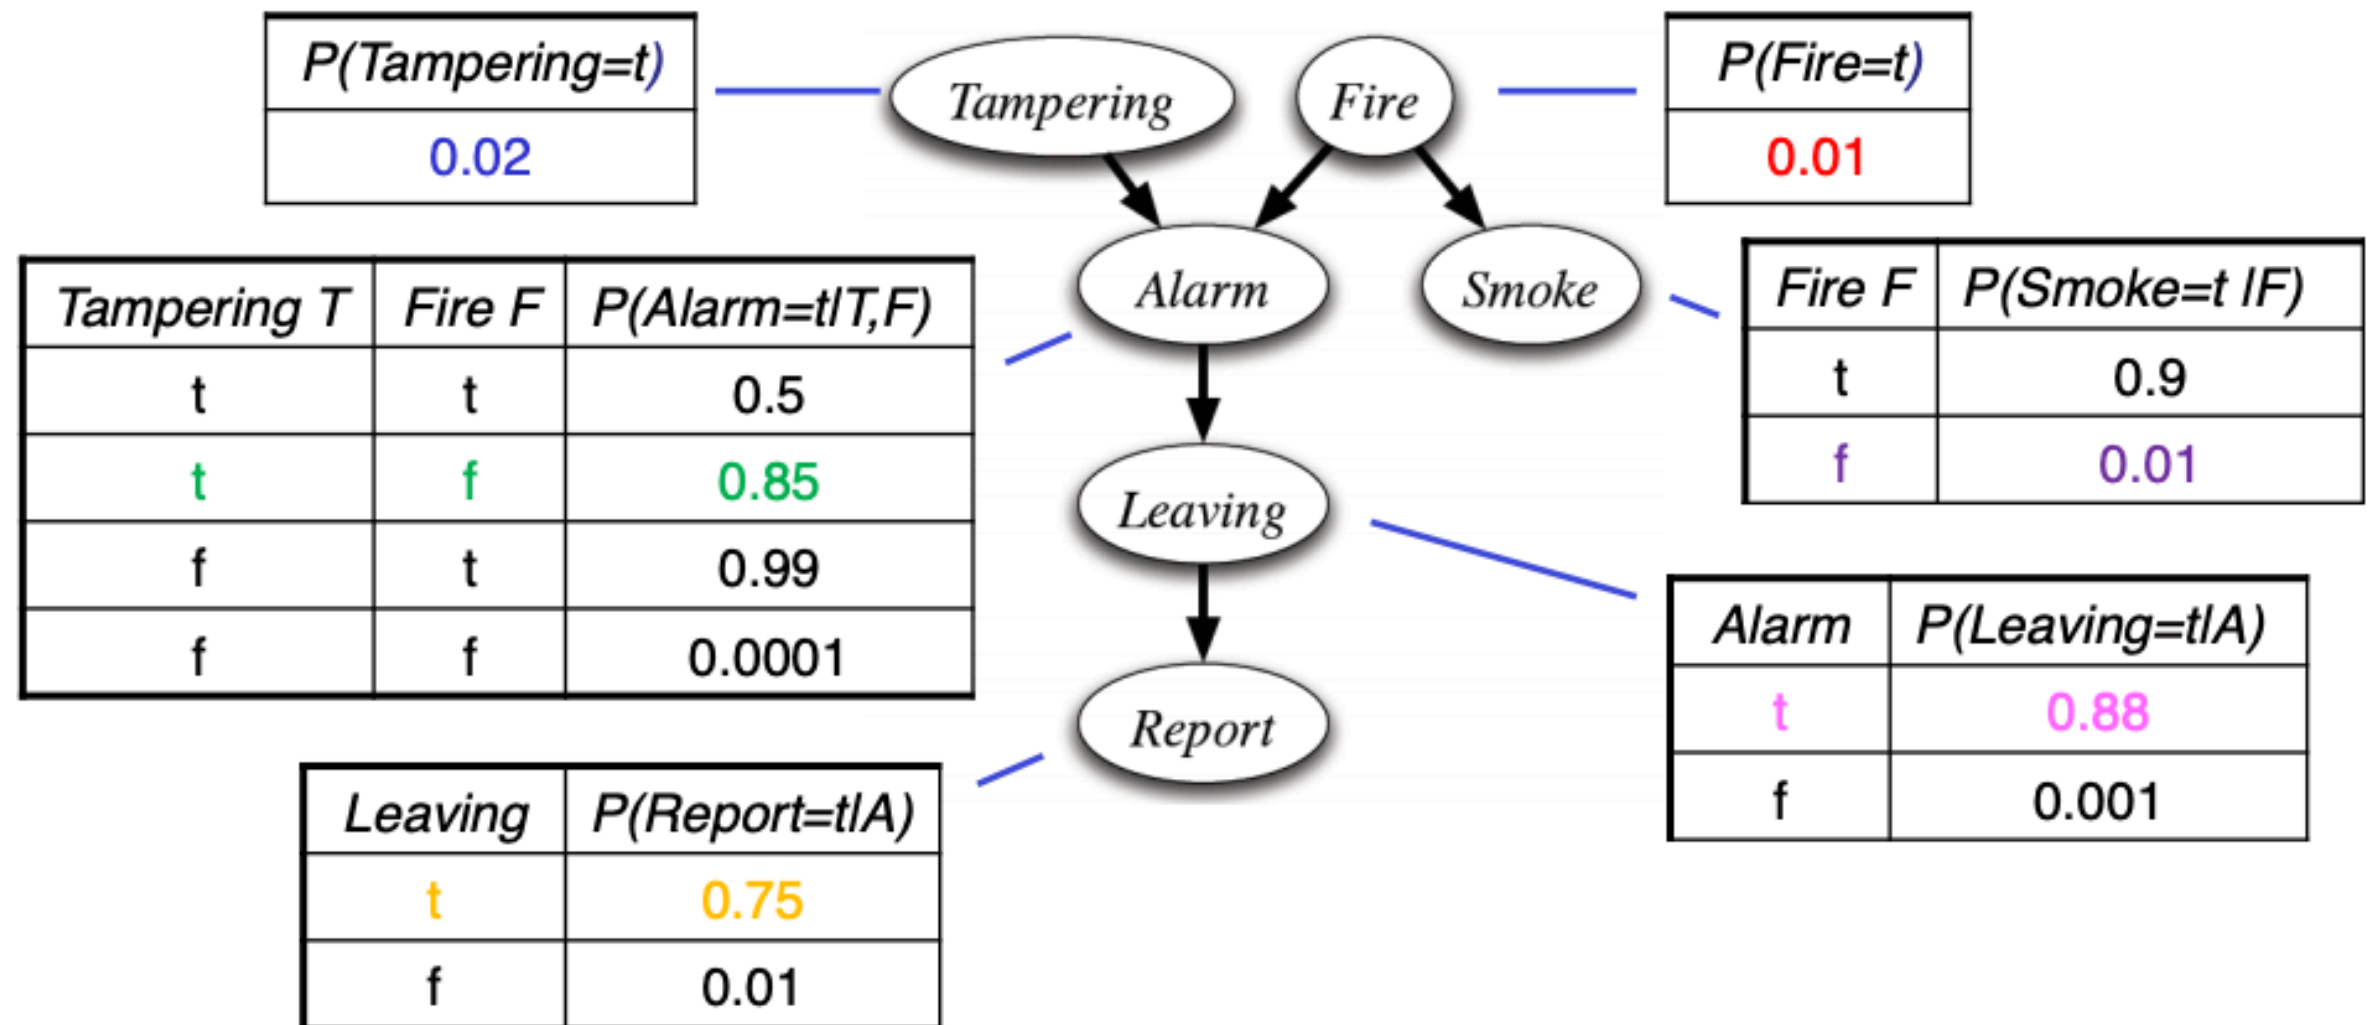 P(Tampering=t)
0.02
Tampering
Fire
P(Fire=t)
0.01
Tampering T Fire F P(Alarm=t|T,F)
t t 0.5
t f 0.85
f t 0.99
f f 0.0001
Alarm
Smoke
Fire F P(Smoke=t |F)
t 0.9
f 0.01
Leaving
Alarm P(Leaving=t|A)
t 0.88
f 0.001
Report
Leaving P(Report=t|A)
t 0.75
f 0.01